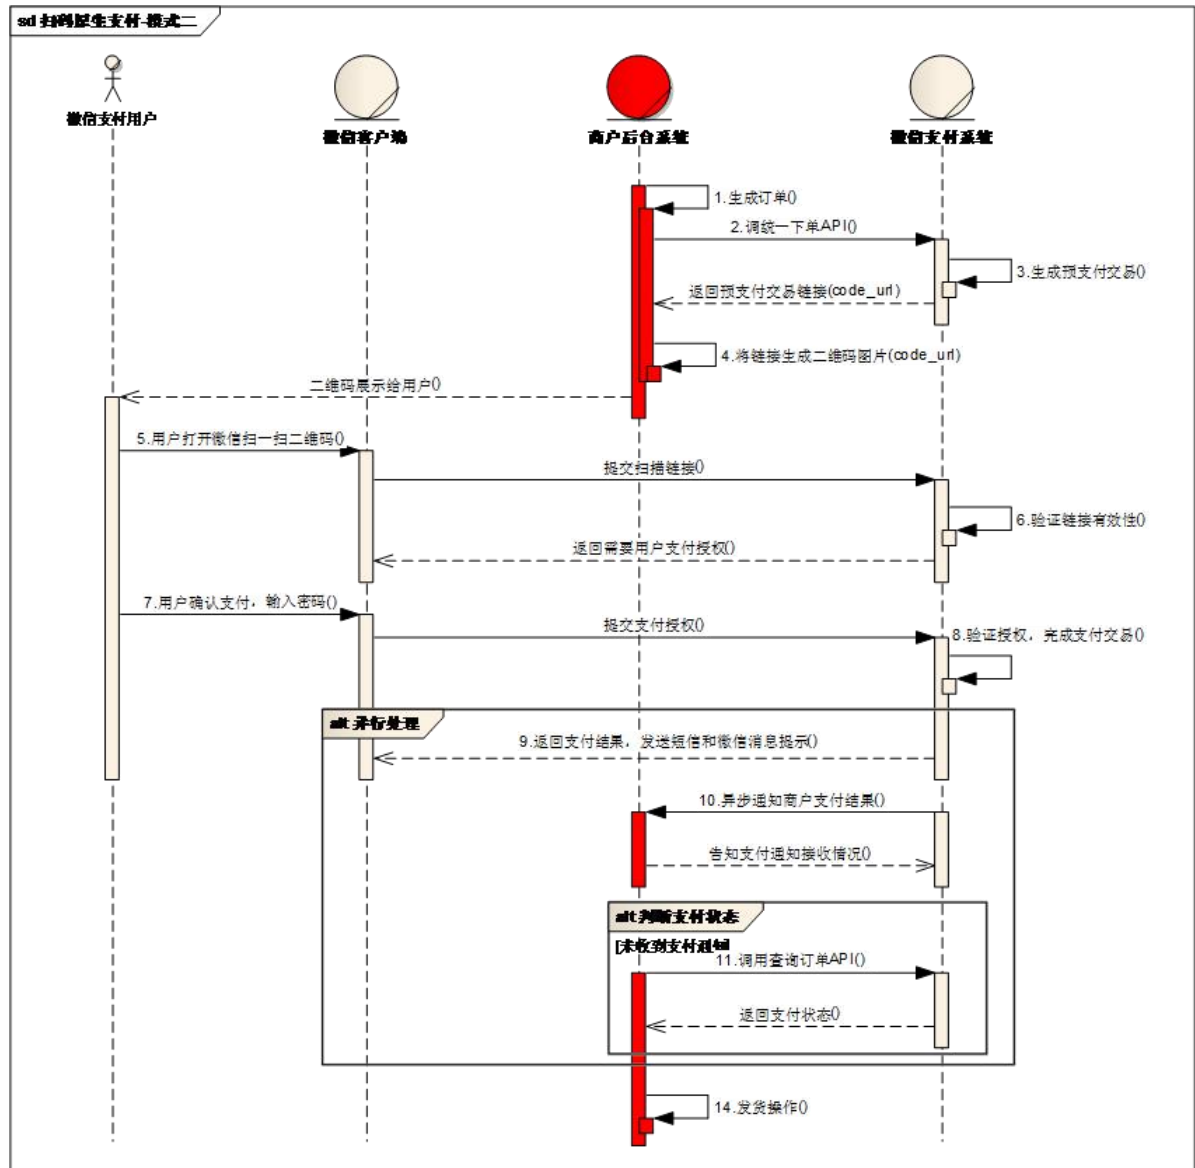 sd 扫码原生支付-模式二
微信支付用户
微信客户端
商户后台系统
微信支付系统
1.生成订单()
2.调统一下单API()
3.生成预支付交易()
返回预支付交易链接(code_url)
4.将链接生成二维码图片(code_url)
二维码展示给用户()
5.用户打开微信扫一扫二维码()
提交扫描链接()
6.验证链接有效性()
返回需要用户支付授权()
7.用户确认支付，输入密码()
提交支付授权()
8.验证授权，完成支付交易()
alt 并行处理
9.返回支付结果，发送短信和微信消息提示()
10.异步通知商户支付结果()
告知支付通知接收情况()
alt 判断支付状态
[未收到支付通知]
11.调用查询订单API()
返回支付状态()
14.发货操作()